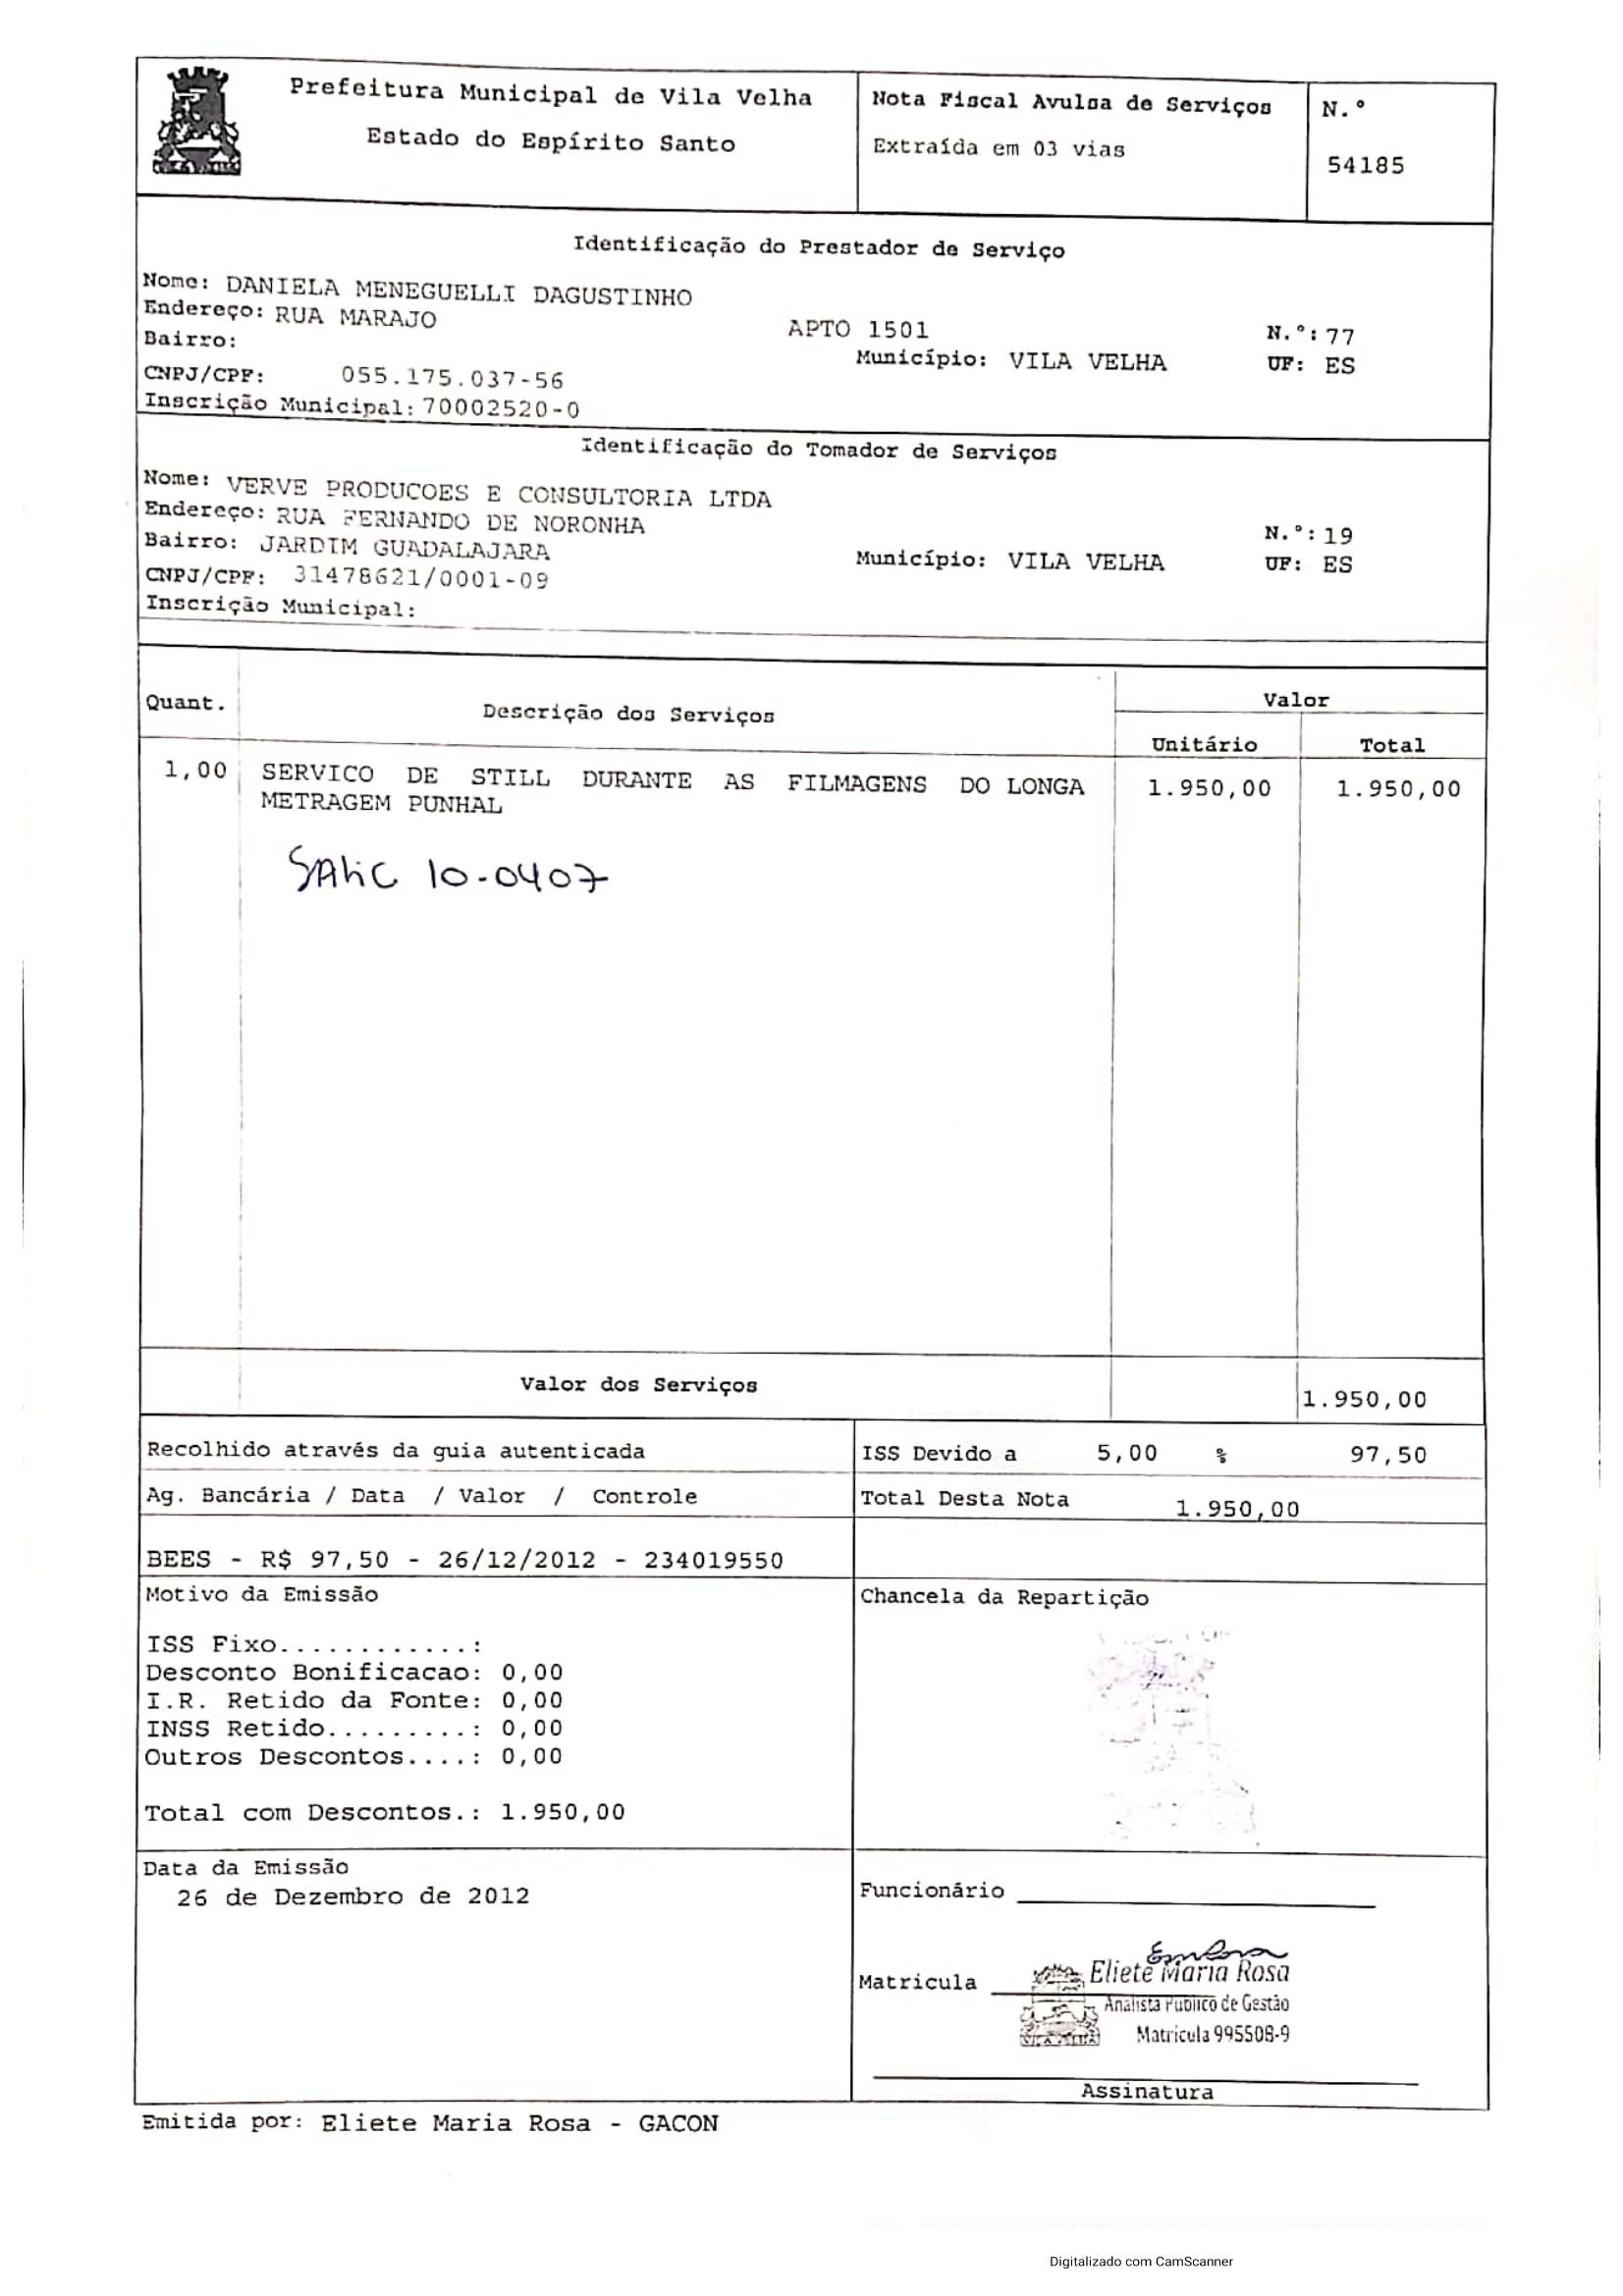 Prefeitura Municipal de Vila Velha
Estado do Espírito Santo
Nota Fiscal Avulsa de Serviços
Extraída em 03 vias
N.º
54185
Identificação do Prestador de Serviço
Nome: DANIELA MENEGUELLI DAGUSTINHO
Endereço: RUA MARAJO APTO 1501 N.º: 77
Bairro: Município: VILA VELHA UF: ES
CNPJ/CPF: 055.175.037-56
Inscrição Municipal: 70002520-0
Identificação do Tomador de Serviços
Nome: VERVE PRODUCOES E CONSULTORIA LTDA
Endereço: RUA FERNANDO DE NORONHA N.º: 19
Bairro: JARDIM GUADALAJARA Município: VILA VELHA UF: ES
CNPJ/CPF: 31478621/0001-09
Inscrição Municipal:
Quant. Descrição dos Serviços Valor
Unitário Total
1,00 SERVICO DE STILL DURANTE AS FILMAGENS DO LONGA 1.950,00 1.950,00
METRAGEM PUNHAL
SALIC 10-0407
Valor dos Serviços 1.950,00
Recolhido através da guia autenticada
ISS Devido a 5,00 % 97,50
Ag. Bancária / Data / Valor / Controle
Total Desta Nota 1.950,00
BEES - R$ 97,50 - 26/12/2012 - 234019550
Motivo da Emissão
Chancela da Repartição
ISS Fixo............:
Desconto Bonificacao: 0,00
I.R. Retido da Fonte: 0,00
INSS Retido.........: 0,00
Outros Descontos....: 0,00
Total com Descontos.: 1.950,00
Data da Emissão
26 de Dezembro de 2012
Funcionário
Matricula
Eliete Maria Rosa
Analista Público de Gestão
Matrícula 995508-9
VILA VELHA
Assinatura
Emitida por: Eliete Maria Rosa - GACON
Digitalizado com CamScanner